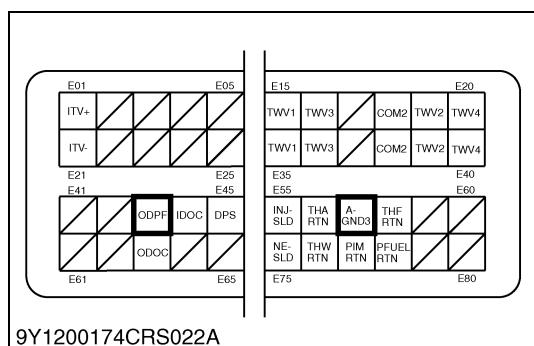 E01 E05 E15 E20
ITV+ TWV1 TWV3 COM2 TWV2 TWV4
ITV- TWV1 TWV3 COM2 TWV2 TWV4
E21 E25 E35 E40
E41 E45 E55 E60
ODPF IDOC DPS INJ- THA A- THF
SLD RTN GND3 RTN
ODOC NE- THW PIM PFUEL
SLD RTN RTN RTN
E61 E65 E75 E80
9Y1200174CRS022A